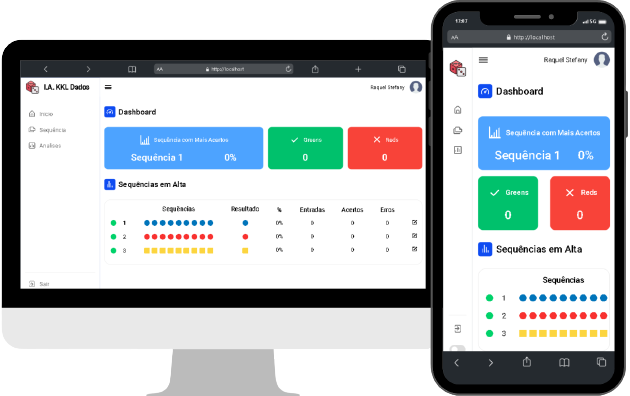 AA http://localhost
I.A. KKL Dados
Raquel Stefany
Inicio
Sequência
Analises
Sair
Dashboard
Sequência com Mais Acertos
Sequência 1 0%
Greens
0
Reds
0
Sequências em Alta
Sequências Resultado % Entradas Acertos Erros
1 0% 0 0 0
2 0% 0 0 0
3 0% 0 0 0
17:07 5G
AA http://localhost
Raquel Stefany
Dashboard
Sequência com Mais Acertos
Sequência 1 0%
Greens
0
Reds
0
Sequências em Alta
Sequências
1
2
3